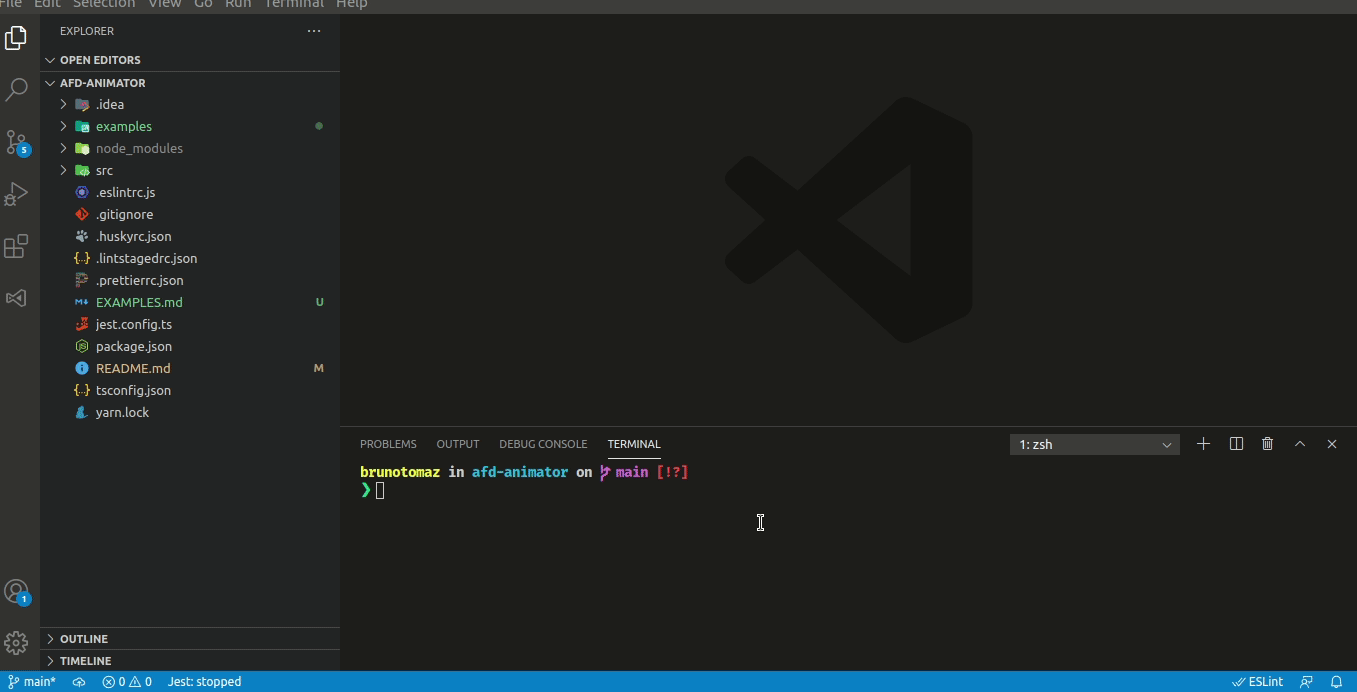 File Edit Selection View Go Run Terminal Help
EXPLORER
OPEN EDITORS
AFD-ANIMATOR
.idea
examples
node_modules
src
.eslintrc.js
.gitignore
.huskyrc.json
.lintstagedrc.json
.prettierrc.json
EXAMPLES.md U
jest.config.ts
package.json
README.md M
tsconfig.json
yarn.lock
OUTLINE
TIMELINE
5
1
PROBLEMS OUTPUT DEBUG CONSOLE TERMINAL 1: zsh
brunotomaz in afd-animator on main [!?]
❯
main* 0 0 Jest: stopped ESLint